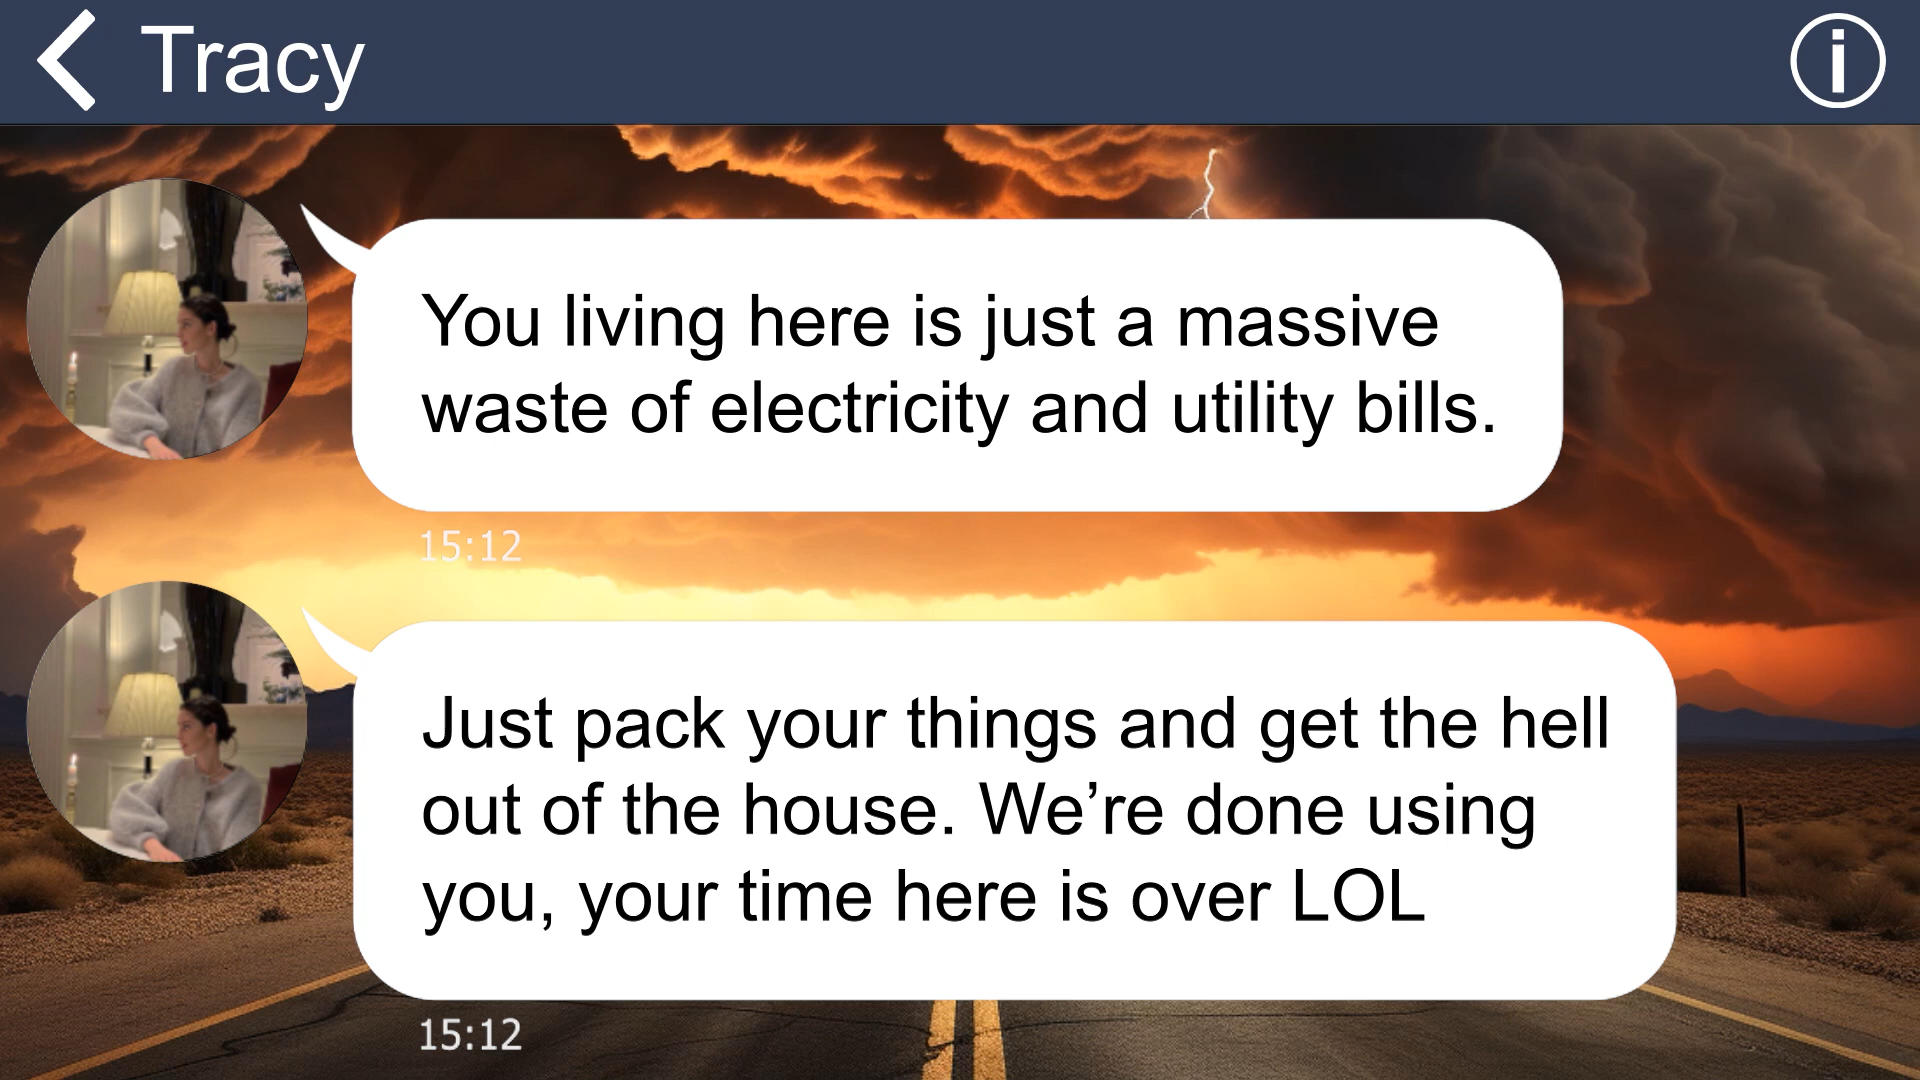 Tracy
You living here is just a massive
waste of electricity and utility bills.
15:12
Just pack your things and get the hell
out of the house. We’re done using
you, your time here is over LOL
15:12